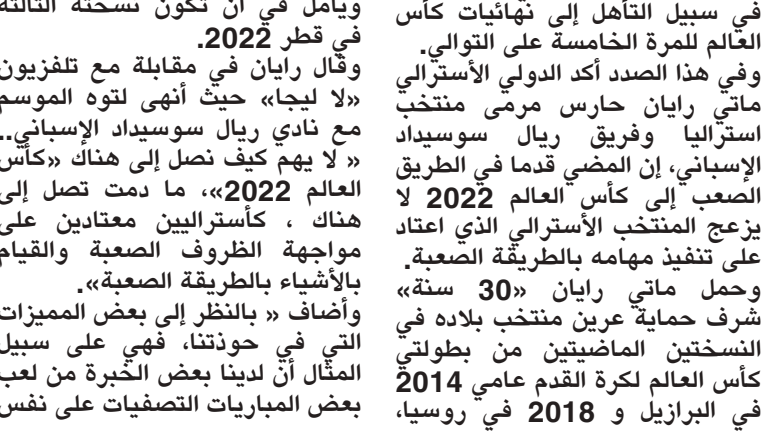 في سبيل التأهل إلى نهائيات كأس
العالم للمرة الخامسة على التوالي.
وفي هذا الصدد أكد الدولي الأسترالي
ماتي رايان حارس مرمى منتخب
استراليا وفريق ريال سوسيداد
الإسباني، إن المضي قدما في الطريق
الصعب إلى كأس العالم 2022 لا
يزعج المنتخب الأسترالي الذي اعتاد
على تنفيذ مهامه بالطريقة الصعبة.
وحمل ماتي رايان «30 سنة»
شرف حماية عرين منتخب بلاده في
النسختين الماضيتين من بطولتي
كأس العالم لكرة القدم عامي 2014
في البرازيل و 2018 في روسيا،
ويأمل في أن تكون نسخته الثالثة
في قطر 2022.
وقال رايان في مقابلة مع تلفزيون
«لا ليجا» حيث أنهى لتوه الموسم
مع نادي ريال سوسيداد الإسباني..
« لا يهم كيف نصل إلى هناك «كأس
العالم 2022»، ما دمت تصل إلى
هناك ، كأستراليين معتادين على
مواجهة الظروف الصعبة والقيام
بالأشياء بالطريقة الصعبة».
وأضاف « بالنظر إلى بعض المميزات
التي في حوذتنا، فهي على سبيل
المثال أن لدينا بعض الخبرة من لعب
بعض المباريات التصفيات على نفس